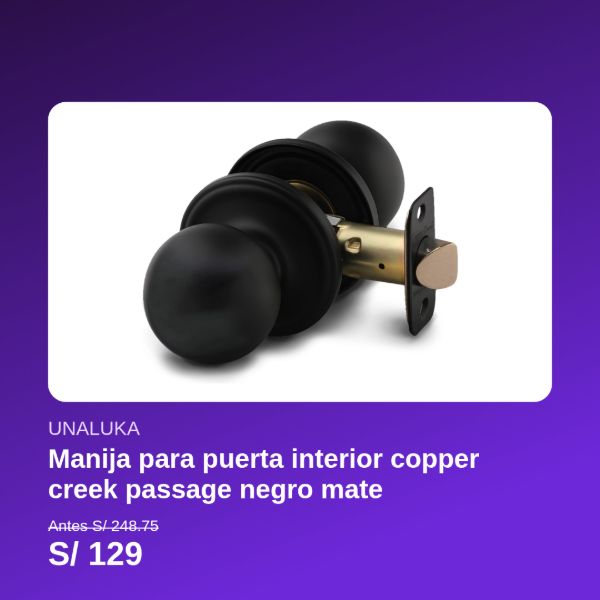 UNALUKA
Manija para puerta interior copper
creek passage negro mate
Antes S/ 248.75
S/ 129